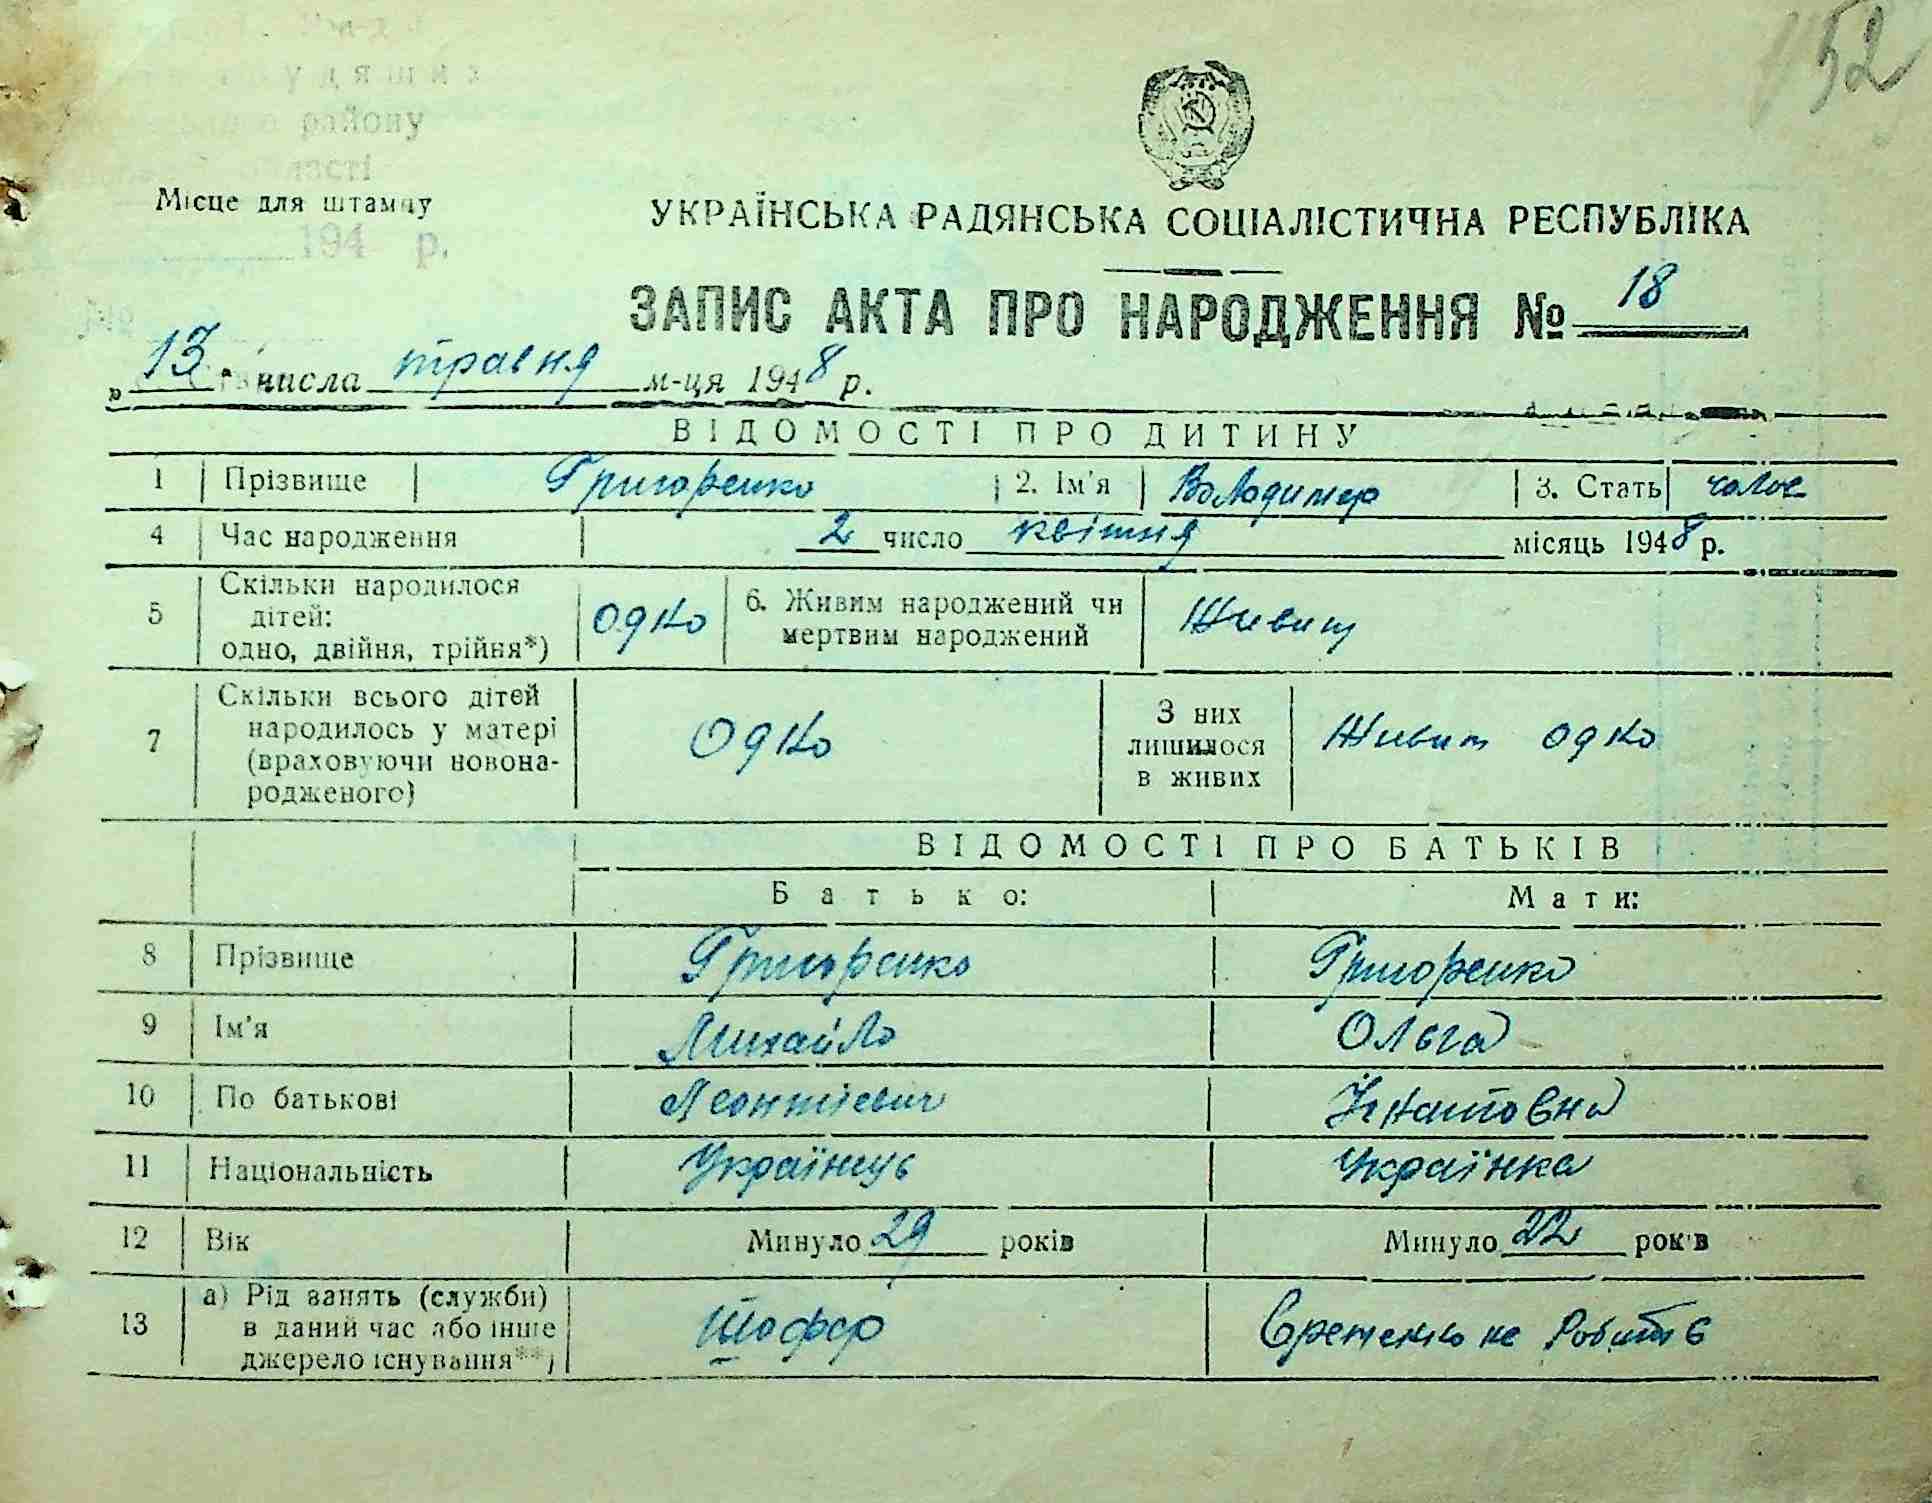 152
району
Місце для штампу
194 р.
УКРАЇНСЬКА РАДЯНСЬКА СОЦІАЛІСТИЧНА РЕСПУБЛІКА
ЗАПИС АКТА ПРО НАРОДЖЕННЯ № 18
„ 13 " числа травня м-ця 1948 р.
ВІДОМОСТІ ПРО ДИТИНУ
1 Прізвище Григоренко 2. Ім'я Володимер 3. Стать чолов
4 Час народження 2 число квітня місяць 1948 р.
5 Скільки народилося дітей: одно, двійня, трійня*) одно 6. Живим народжений чи мертвим народжений Живим
7 Скільки всього дітей народилось у матері (враховуючи новонародженого) Одно З них лишилося в живих Живим одно
ВІДОМОСТІ ПРО БАТЬКІВ
Батько: Мати:
8 Прізвище Григоренко Григоренко
9 Ім'я Михайло Ольга
10 По батькові Леонтієвич Ігнатовна
11 Національність Українець Українка
12 Вік Минуло 29 років Минуло 22 років
13 а) Рід занять (служби) в даний час або інше джерело існування**) Шофер Временно не робить